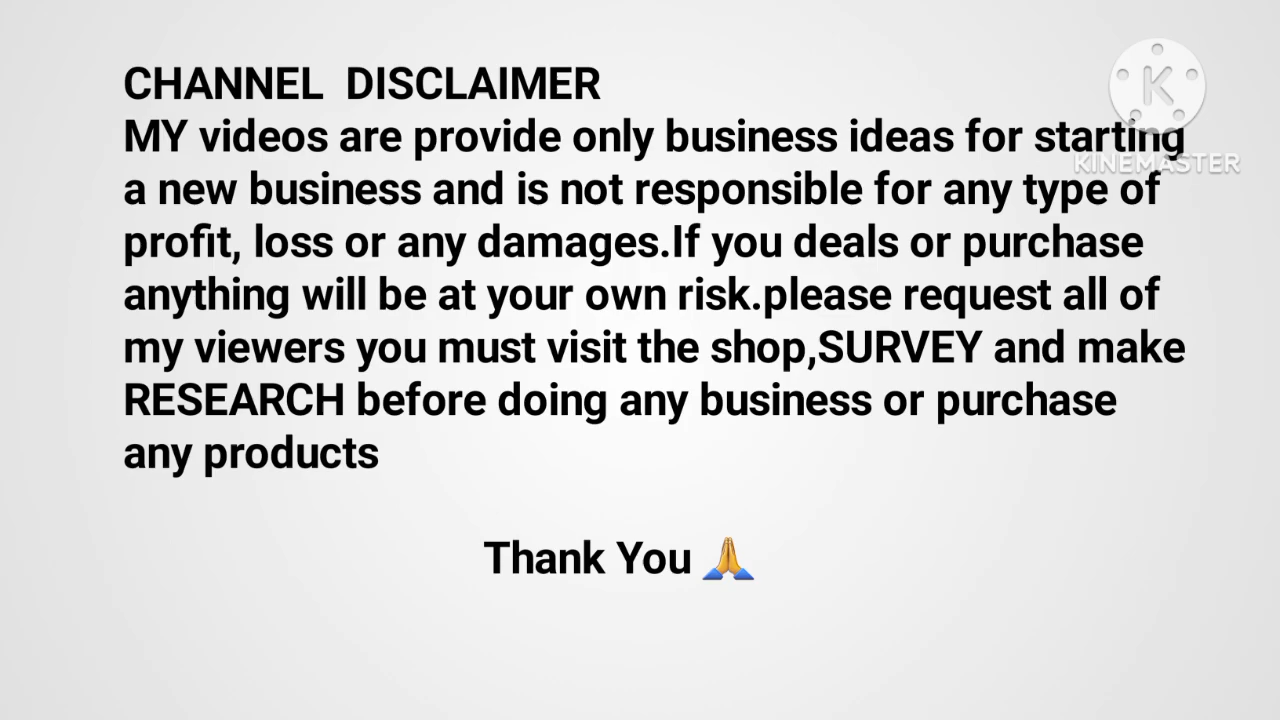 CHANNEL DISCLAIMER
MY videos are provide only business ideas for starting
a new business and is not responsible for any type of
profit, loss or any damages.If you deals or purchase
anything will be at your own risk.please request all of
my viewers you must visit the shop,SURVEY and make
RESEARCH before doing any business or purchase
any products
Thank You 🙏
K
KINEMASTER